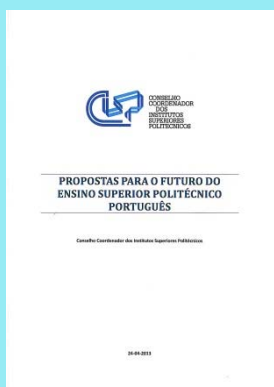 CONSELHO
COORDENADOR
DOS
INSTITUTOS
SUPERIORES
POLITÉCNICOS
PROPOSTAS PARA O FUTURO DO
ENSINO SUPERIOR POLITÉCNICO
PORTUGUÊS
Conselho Coordenador dos Institutos Superiores Politécnicos